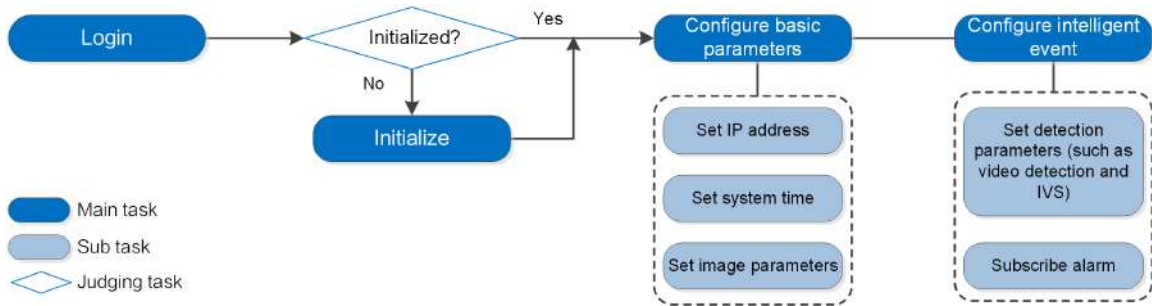 Login
Initialized?
Yes
No
Initialize
Configure basic
parameters
Set IP address
Set system time
Set image parameters
Configure intelligent
event
Set detection
parameters (such as
video detection and
IVS)
Subscribe alarm
Main task
Sub task
Judging task